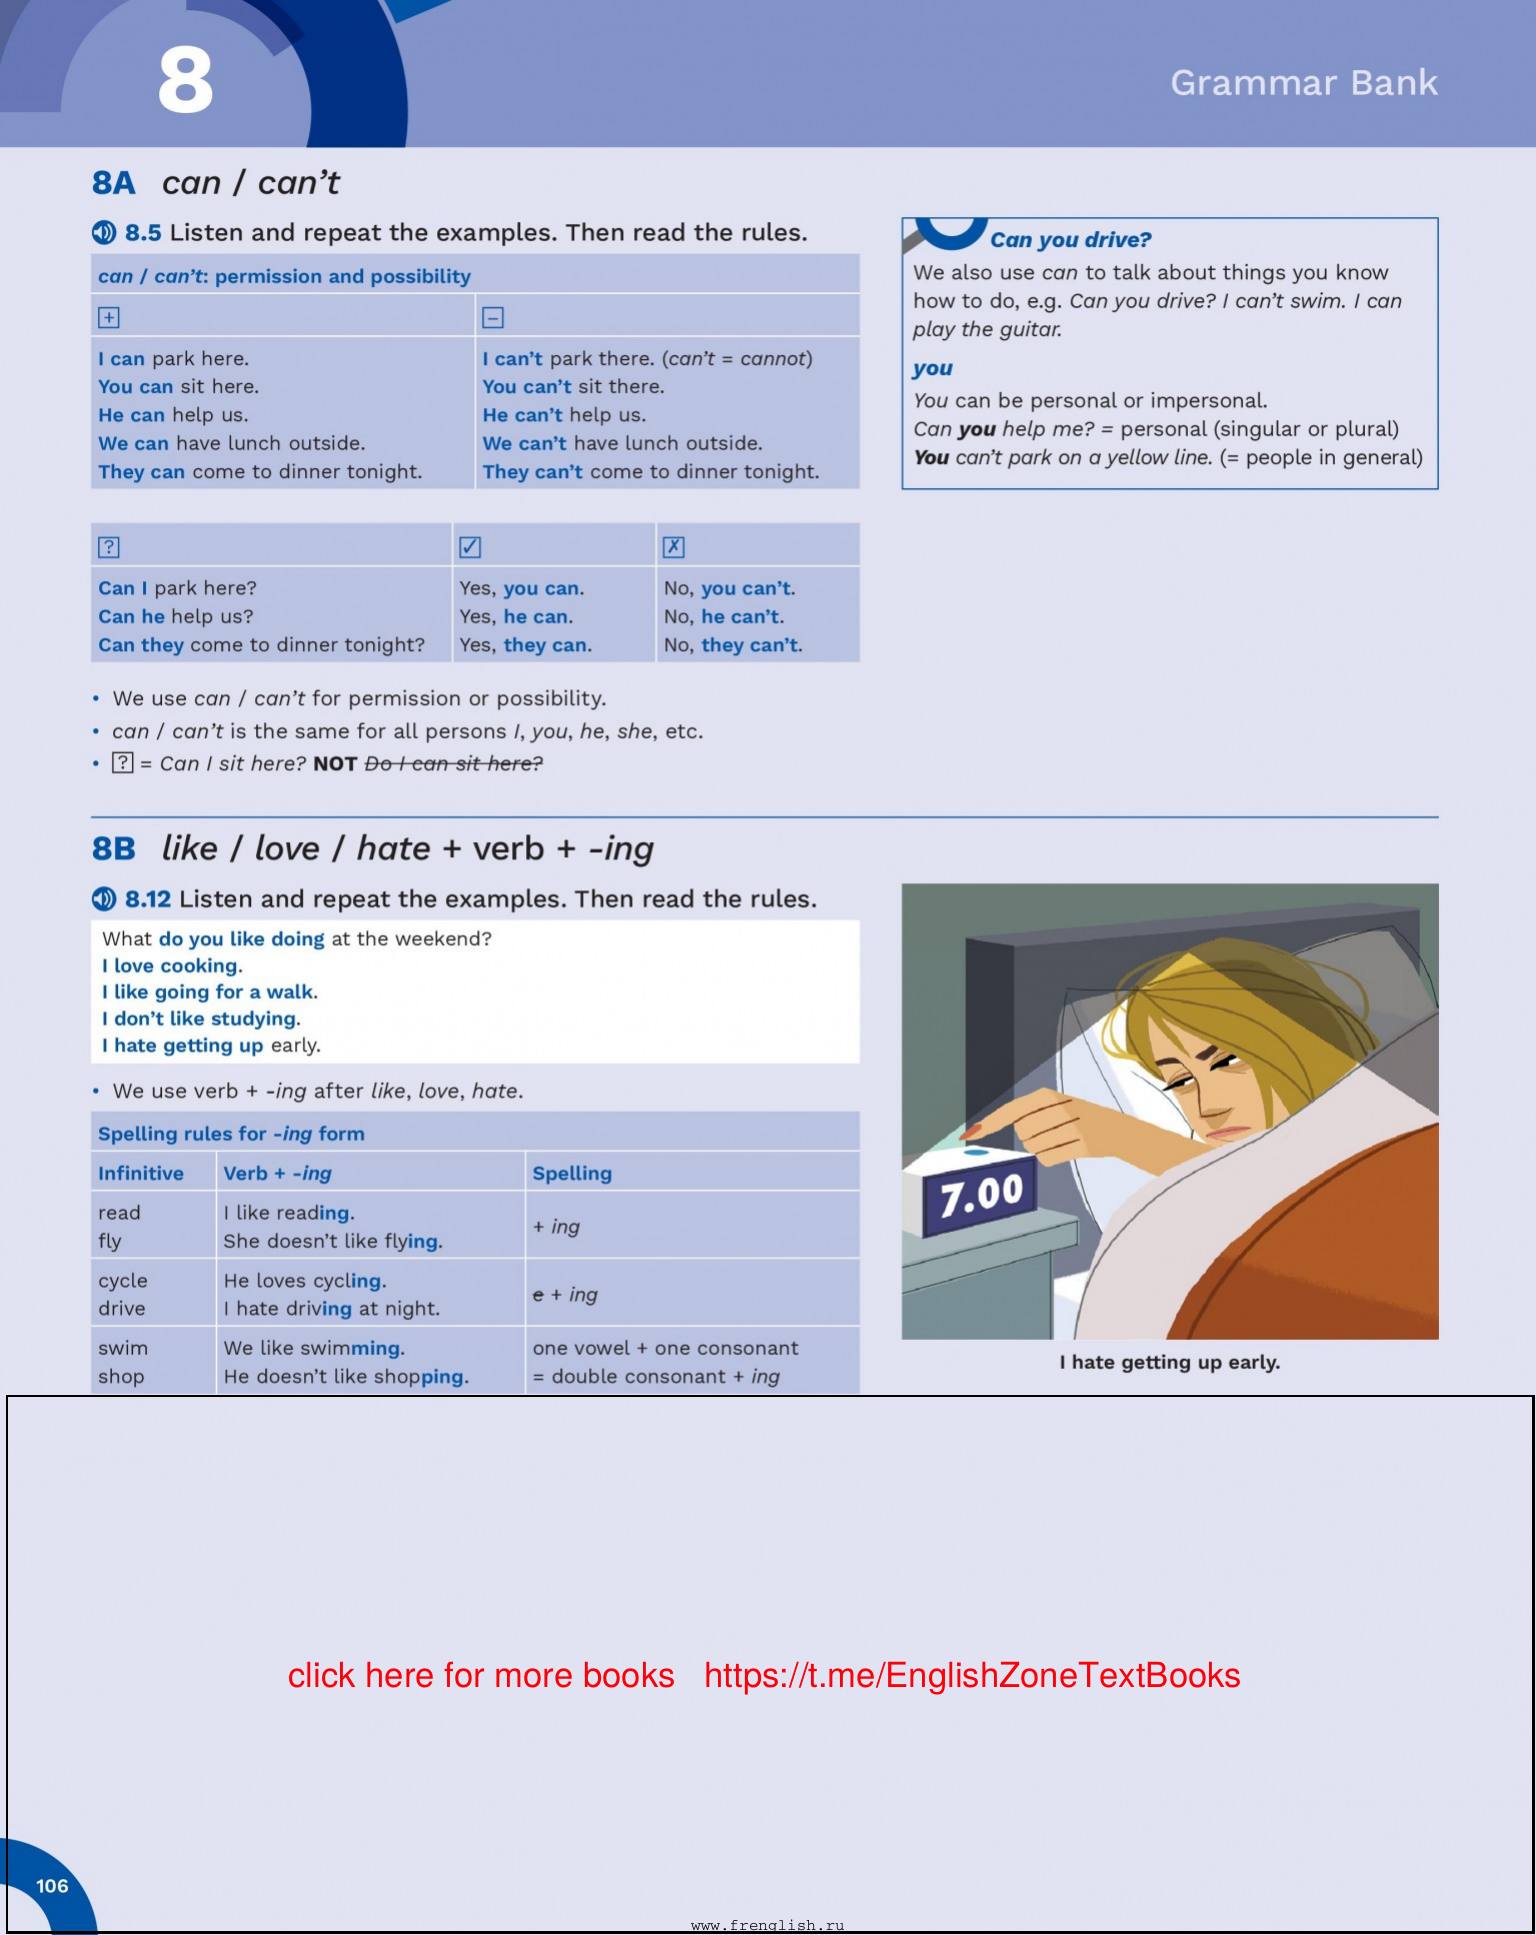 8
Grammar Bank
8A can / can't
8.5 Listen and repeat the examples. Then read the rules.
can / can't: permission and possibility
+ –
I can park here. I can't park there. (can't = cannot)
You can sit here. You can't sit there.
He can help us. He can't help us.
We can have lunch outside. We can't have lunch outside.
They can come to dinner tonight. They can't come to dinner tonight.
? ✓ ✗
Can I park here? Yes, you can. No, you can't.
Can he help us? Yes, he can. No, he can't.
Can they come to dinner tonight? Yes, they can. No, they can't.
• We use can / can't for permission or possibility.
• can / can't is the same for all persons I, you, he, she, etc.
• ? = Can I sit here? NOT Do I can sit here?
Can you drive?
We also use can to talk about things you know
how to do, e.g. Can you drive? I can't swim. I can
play the guitar.
you
You can be personal or impersonal.
Can you help me? = personal (singular or plural)
You can't park on a yellow line. (= people in general)
8B like / love / hate + verb + -ing
8.12 Listen and repeat the examples. Then read the rules.
What do you like doing at the weekend?
I love cooking.
I like going for a walk.
I don't like studying.
I hate getting up early.
• We use verb + -ing after like, love, hate.
Spelling rules for -ing form
Infinitive Verb + -ing Spelling
read I like reading.
fly She doesn't like flying.
+ ing
cycle He loves cycling.
drive I hate driving at night.
e + ing
swim We like swimming. one vowel + one consonant
shop He doesn't like shopping. = double consonant + ing
7.00
I hate getting up early.
click here for more books https://t.me/EnglishZoneTextBooks
106
www.frenglish.ru